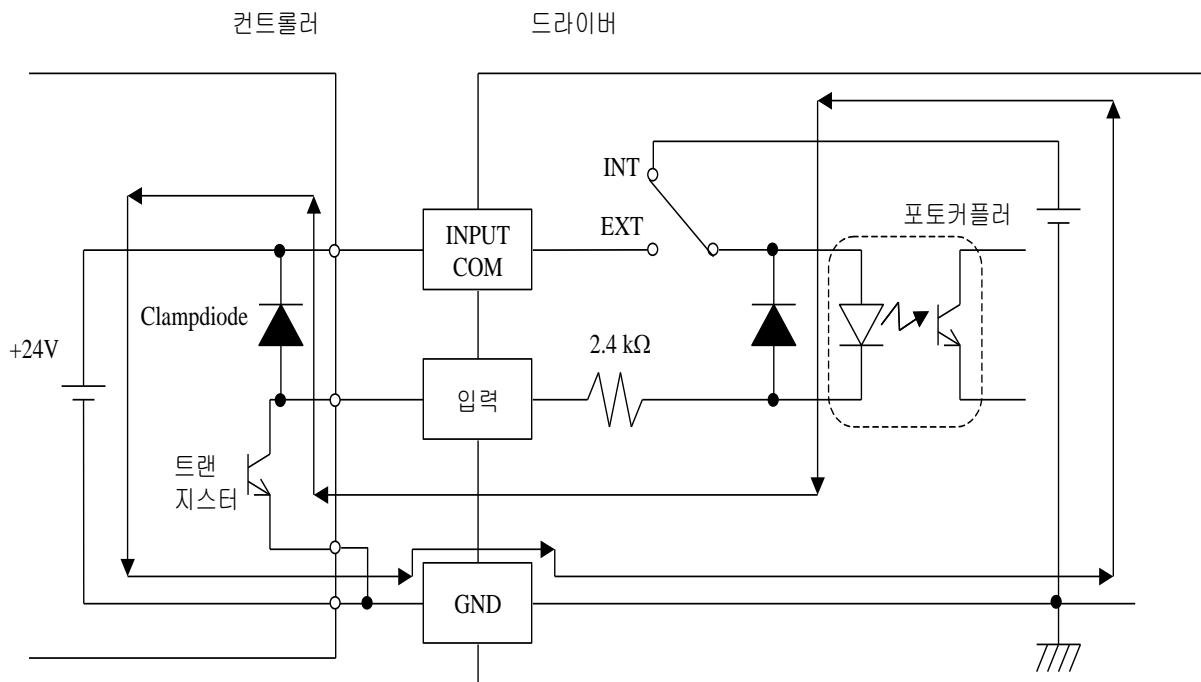 컨트롤러
드라이버
INT
EXT
포토커플러
INPUT
COM
Clampdiode
2.4 kΩ
+24V
입력
트랜
지스터
GND